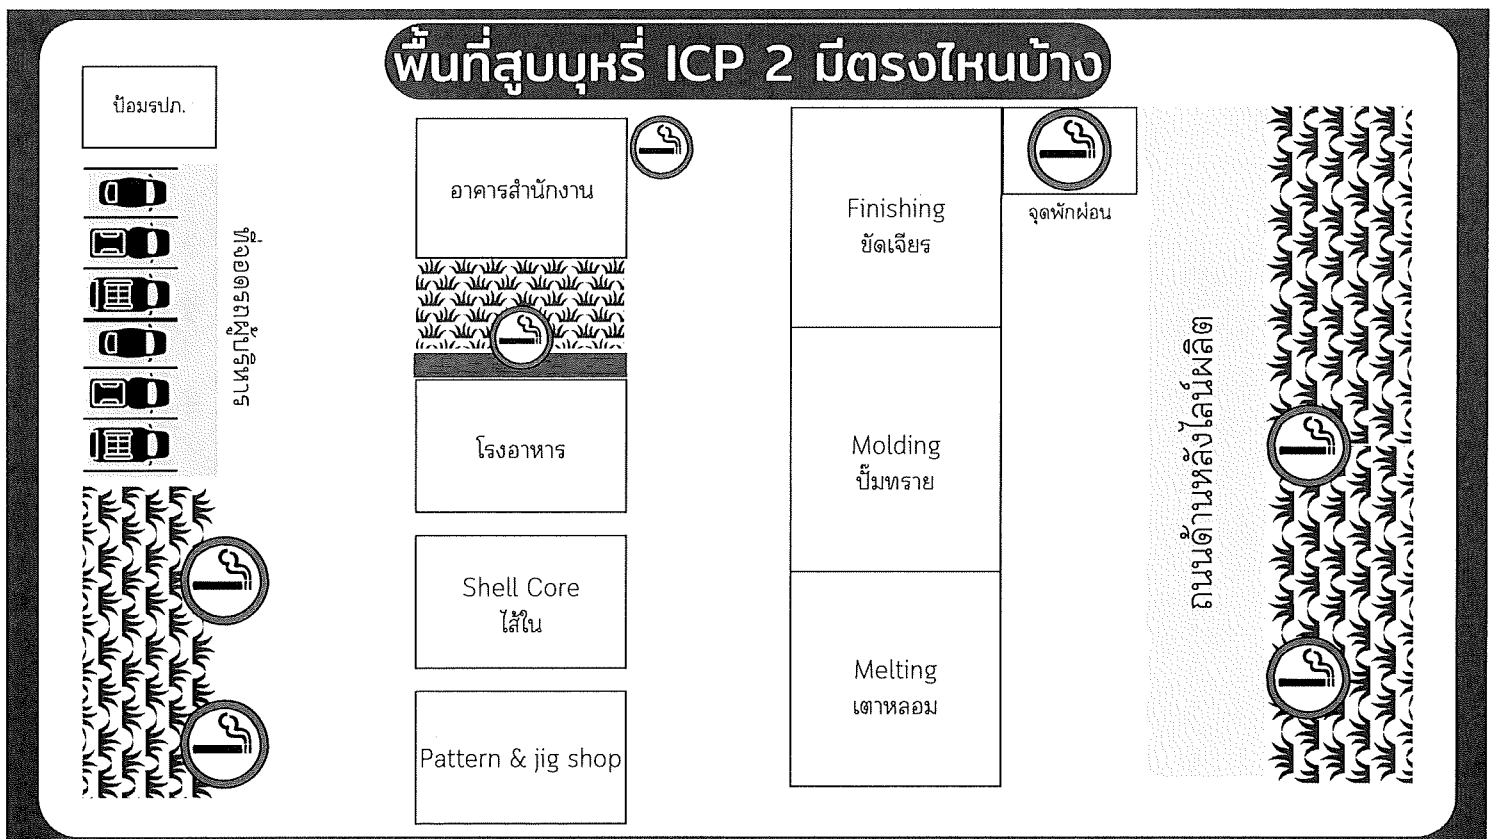 พื้นที่สูบบุหรี่ ICP 2 มีตรงไหนบ้าง
ป้อมรปภ.
ที่จอดรถผู้บริหาร
อาคารสำนักงาน
โรงอาหาร
Shell Core
ไส้ใน
Pattern & jig shop
Finishing
ขัดเจียร
Molding
ปั๊มทราย
Melting
เตาหลอม
จุดพักผ่อน
ถนนด้านหลังไลน์ผลิต